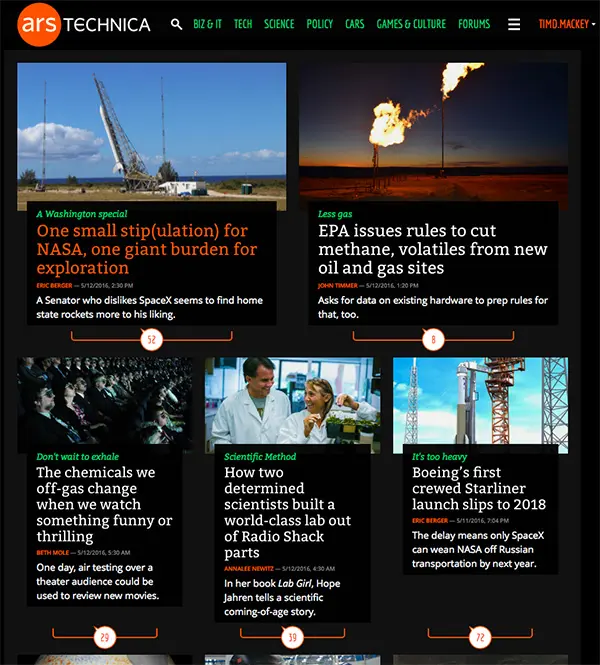 ars TECHNICA
BIZ & IT TECH SCIENCE POLICY CARS GAMES & CULTURE FORUMS TIMD.MACKEY
A Washington special
One small stip(ulation) for
NASA, one giant burden for
exploration
ERIC BERGER — 5/12/2016, 2:30 PM
A Senator who dislikes SpaceX seems to find home
state rockets more to his liking.
52
Less gas
EPA issues rules to cut
methane, volatiles from new
oil and gas sites
JOHN TIMMER — 5/12/2016, 1:20 PM
Asks for data on existing hardware to prep rules for
that, too.
8
Don't wait to exhale
The chemicals we
off-gas change
when we watch
something funny or
thrilling
BETH MOLE — 5/12/2016, 5:30 AM
One day, air testing over a
theater audience could be
used to review new movies.
29
Scientific Method
How two
determined
scientists built a
world-class lab out
of Radio Shack
parts
ANNALEE NEWITZ — 5/12/2016, 4:30 AM
In her book Lab Girl, Hope
Jahren tells a scientific
coming-of-age story.
39
It's too heavy
Boeing's first
crewed Starliner
launch slips to 2018
ERIC BERGER — 5/11/2016, 7:04 PM
The delay means only SpaceX
can wean NASA off Russian
transportation by next year.
72